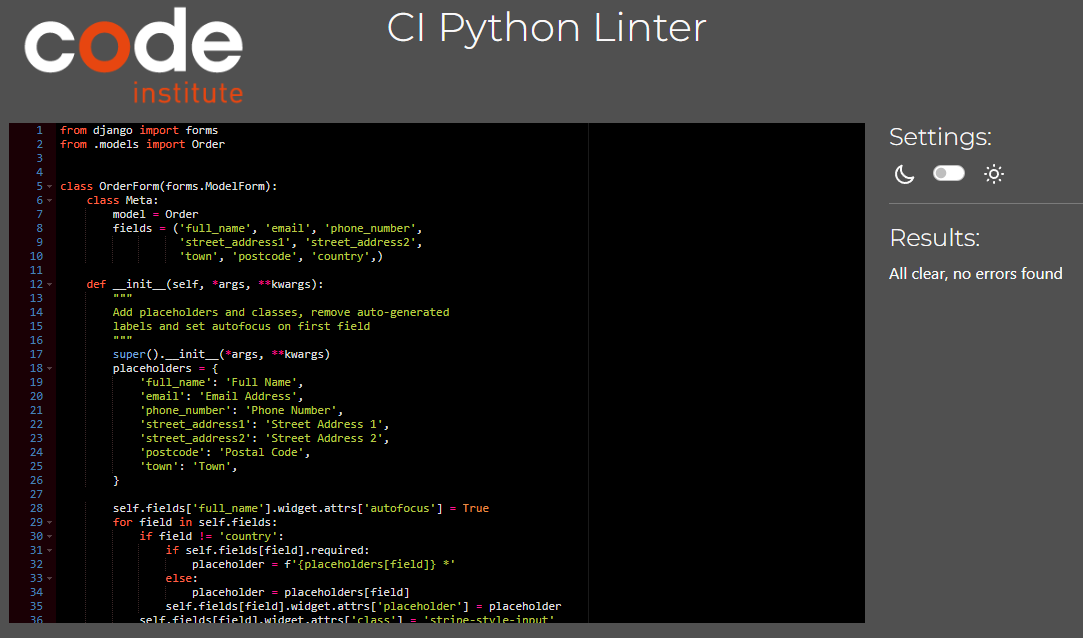 code
institute
CI Python Linter
1 from django import forms
2 from .models import Order
3
4
5 class OrderForm(forms.ModelForm):
6     class Meta:
7         model = Order
8         fields = ('full_name', 'email', 'phone_number',
9                   'street_address1', 'street_address2',
10                   'town', 'postcode', 'country',)
11
12     def __init__(self, *args, **kwargs):
13         """
14         Add placeholders and classes, remove auto-generated
15         labels and set autofocus on first field
16         """
17         super().__init__(*args, **kwargs)
18         placeholders = {
19             'full_name': 'Full Name',
20             'email': 'Email Address',
21             'phone_number': 'Phone Number',
22             'street_address1': 'Street Address 1',
23             'street_address2': 'Street Address 2',
24             'postcode': 'Postal Code',
25             'town': 'Town',
26         }
27
28         self.fields['full_name'].widget.attrs['autofocus'] = True
29         for field in self.fields:
30             if field != 'country':
31                 if self.fields[field].required:
32                     placeholder = f'{placeholders[field]} *'
33                 else:
34                     placeholder = placeholders[field]
35                 self.fields[field].widget.attrs['placeholder'] = placeholder
36             self.fields[field].widget.attrs['class'] = 'stripe-style-input'
Settings:
Results:
All clear, no errors found